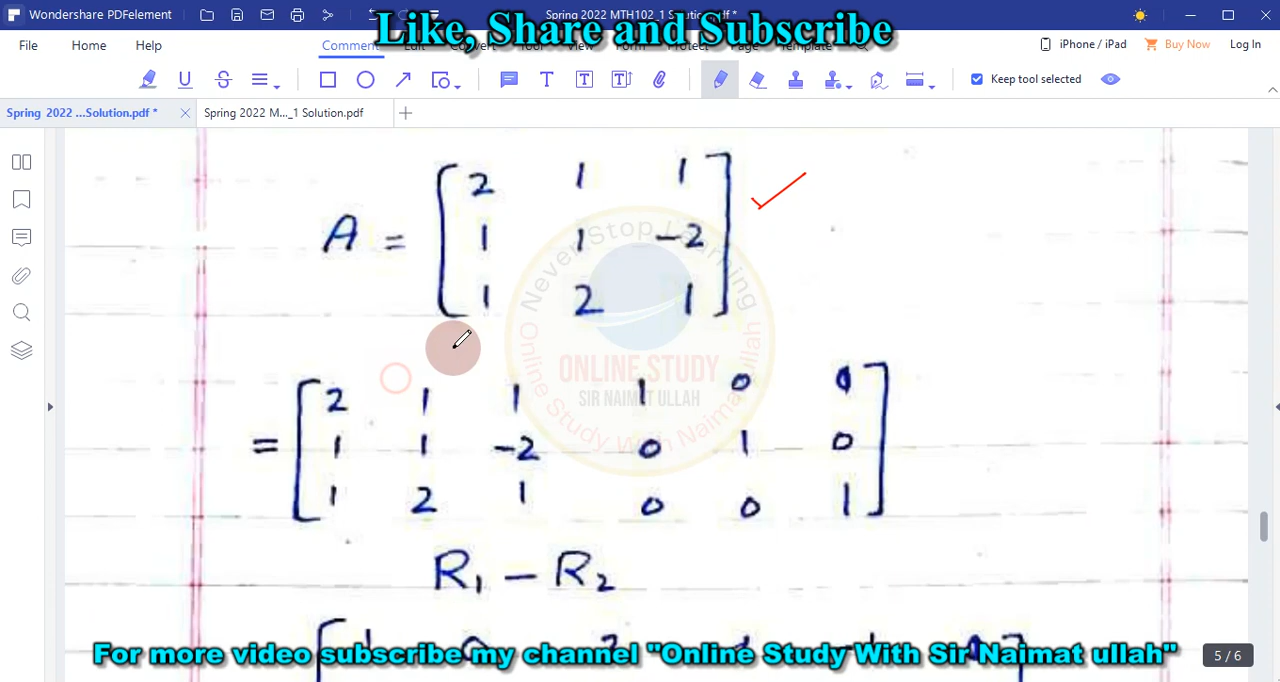 Wondershare PDFelement
Spring 2022 MTH102_1 Solutio
Like, Share and Subscribe
File Home Help Comment Edit Convert Tool View Form Protect Page Template
iPhone / iPad Buy Now Log In
Keep tool selected
Spring 2022 ...Solution.pdf *
Spring 2022 M..._1 Solution.pdf
A = [ 2 1 1
1 1 -2
1 2 1 ]
Never Stop
ONLINE STUDY
SIR NAIMAT ULLAH
Online Study With Sir Naimat ullah
= [ 2 1 1 1 0 0
1 1 -2 0 1 0
1 2 1 0 0 1 ]
R1 - R2
For more video subscribe my channel "Online Study With Sir Naimat ullah"
5 / 6